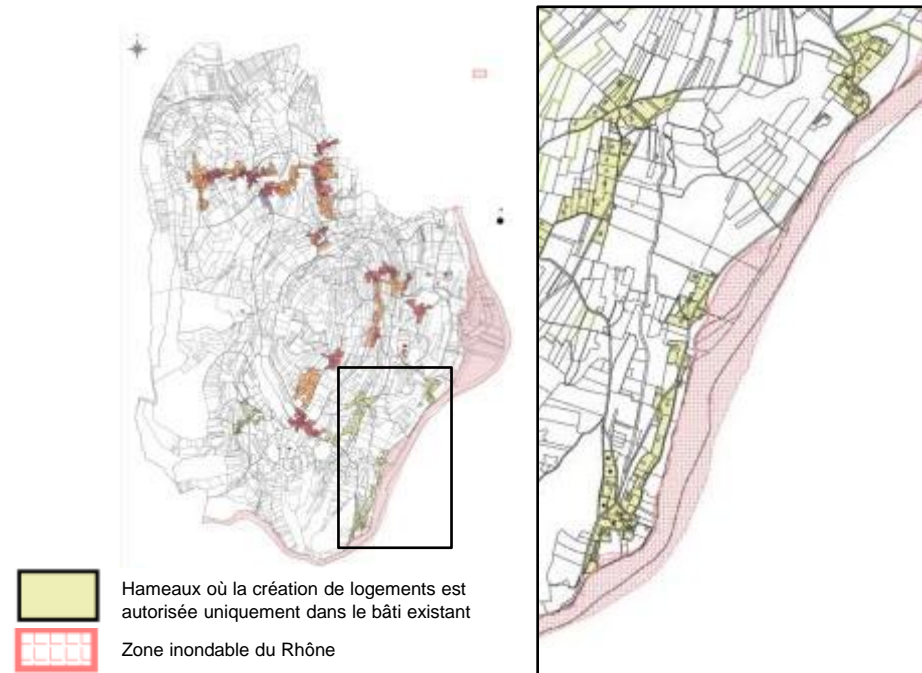 Hameaux où la création de logements est
autorisée uniquement dans le bâti existant
Zone inondable du Rhône